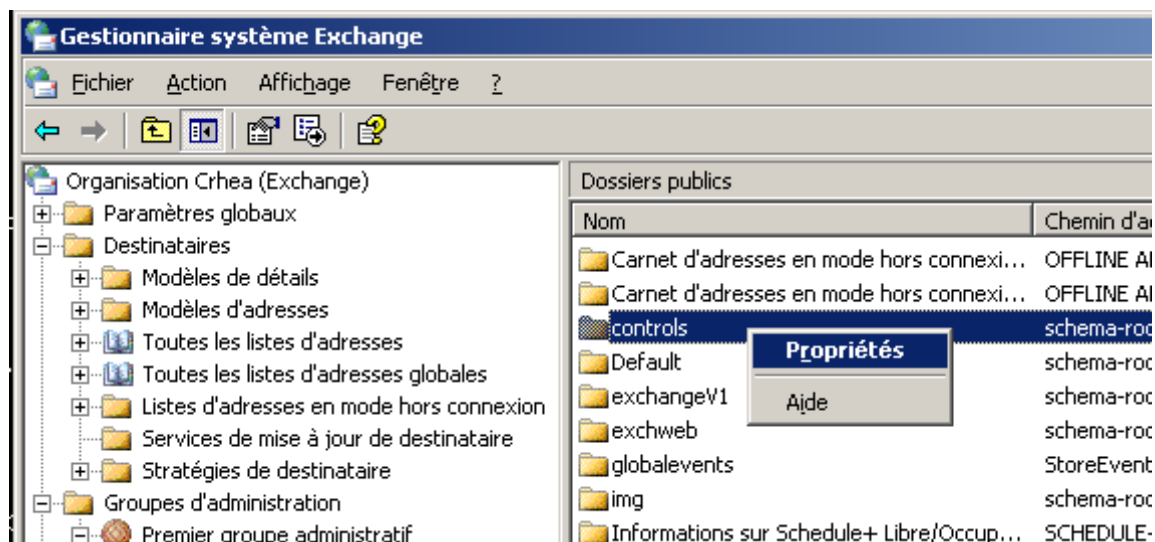 Gestionnaire système Exchange
Fichier Action Affichage Fenêtre ?
Organisation Crhea (Exchange)
Paramètres globaux
Destinataires
Modèles de détails
Modèles d'adresses
Toutes les listes d'adresses
Toutes les listes d'adresses globales
Listes d'adresses en mode hors connexion
Services de mise à jour de destinataire
Stratégies de destinataire
Groupes d'administration
Premier groupe administratif
Dossiers publics
Nom Chemin d'a
Carnet d'adresses en mode hors connexi... OFFLINE A
Carnet d'adresses en mode hors connexi... OFFLINE A
controls schema-roo
Default schema-roo
exchangeV1 schema-roo
exchweb schema-roo
globalevents StoreEvent
img schema-roo
Informations sur Schedule+ Libre/Occup... SCHEDULE-
Propriétés
Aide